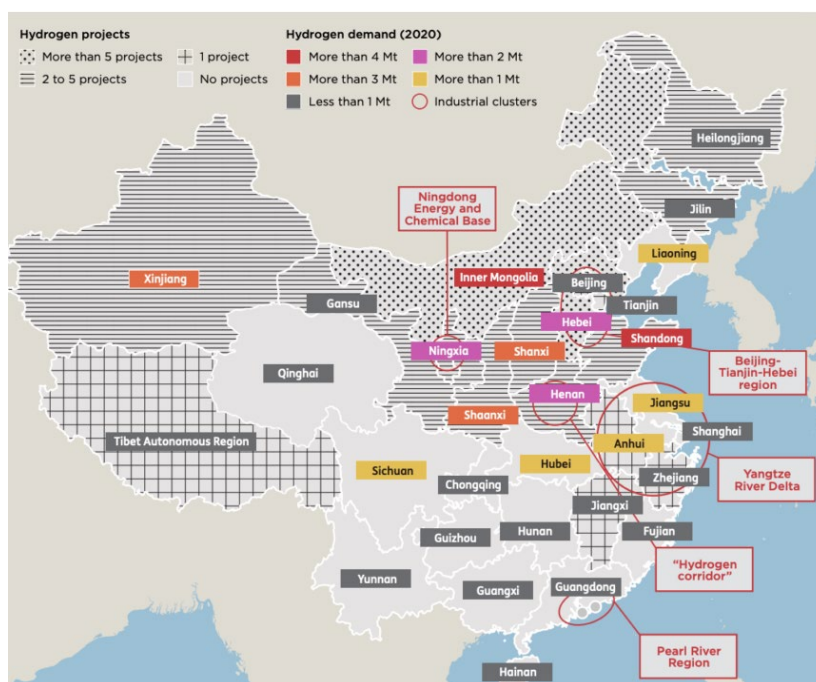 Hydrogen projects
More than 5 projects
1 project
2 to 5 projects
No projects
Hydrogen demand (2020)
More than 4 Mt
More than 2 Mt
More than 3 Mt
More than 1 Mt
Less than 1 Mt
Industrial clusters
Heilongjiang
Jilin
Ningdong
Energy and
Chemical Base
Liaoning
Xinjiang
Inner Mongolia
Beijing
Gansu
Tianjin
Hebei
Shandong
Ningxia
Shanxi
Beijing-
Tianjin-Hebei
region
Qinghai
Henan
Jiangsu
Shaanxi
Shanghai
Tibet Autonomous Region
Anhui
Sichuan
Hubei
Zhejiang
Yangtze
River Delta
Chongqing
Jiangxi
Guizhou
Hunan
Fujian
"Hydrogen
corridor"
Yunnan
Guangxi
Guangdong
Pearl River
Region
Hainan